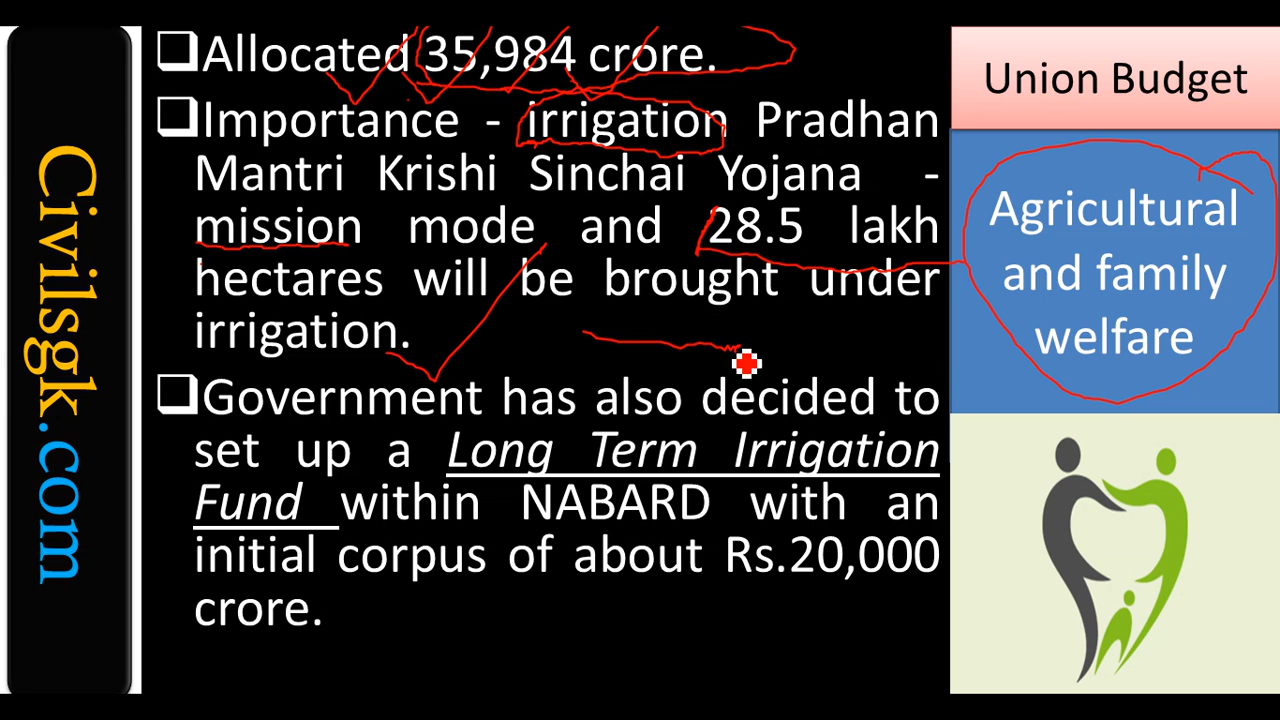 Civilsgk.com
❑Allocated 35,984 crore.
❑Importance - irrigation Pradhan
Mantri Krishi Sinchai Yojana -
mission mode and 28.5 lakh
hectares will be brought under
irrigation.
❑Government has also decided to
set up a Long Term Irrigation
Fund within NABARD with an
initial corpus of about Rs.20,000
crore.
Union Budget
Agricultural
and family
welfare